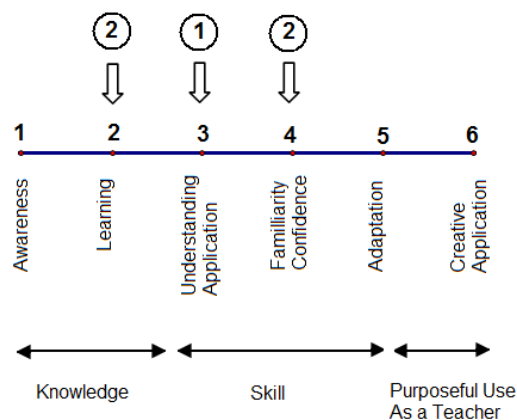 2 1 2
1 2 3 4 5 6
Awareness
Learning
Understanding
Application
Familliarity
Confidence
Adaptation
Creative
Application
Knowledge
Skill
Purposeful Use
As a Teacher